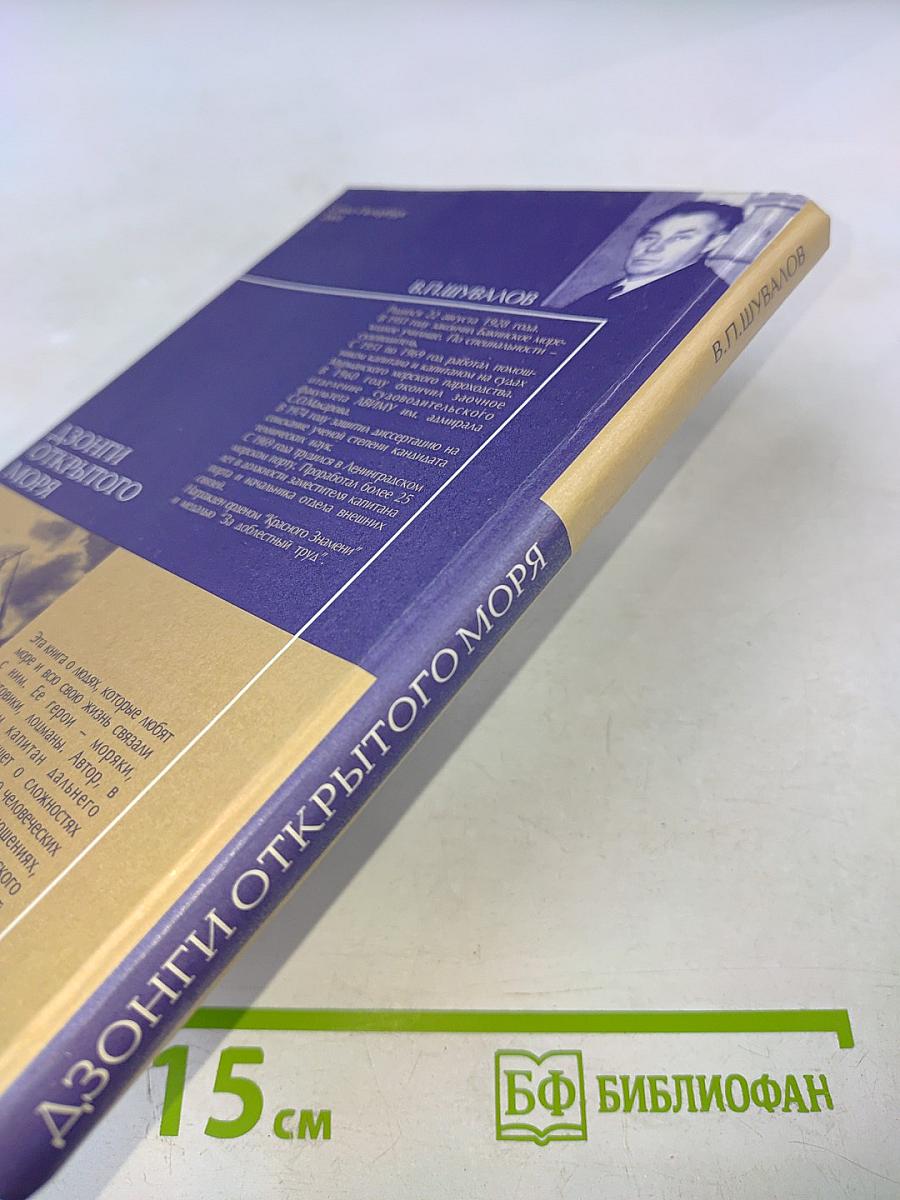 Санкт-Петербург
В.П.ШУВАЛОВ
Родился 22 августа 1928 года.
В 1951 году закончил Бакинское море-
ходное училище. По специальности –
судоводитель.
С 1951 по 1969 год работал помощ-
ником капитана и капитаном на судах
морского пароходства.
В 1960 году окончил заочное
отделение судоводительского
факультета ЛВИМУ им. адмирала
С.О.Макарова.
В 1974 году защитил диссертацию на
соискание ученой степени кандидата
технических наук.
С 1969 года трудился в Ленинградском
морском порту. Проработал более 25
лет в должности заместителя капитана
порта и начальника отдела внешних
связей.
Награжден орденом "Красного Знамени"
и медалью "За доблестный труд".
ДЗОНГИ
ОТКРЫТОГО
МОРЯ
Эта книга о людях, которые любят
море и всю свою жизнь связали
с ним. Ее герои – моряки,
лоцманы. Автор, в
капитан дальнего
о сложностях
человеческих
В.П.ШУВАЛОВ
ДЗОНГИ ОТКРЫТОГО МОРЯ
15 см
БФ БИБЛИОФАН